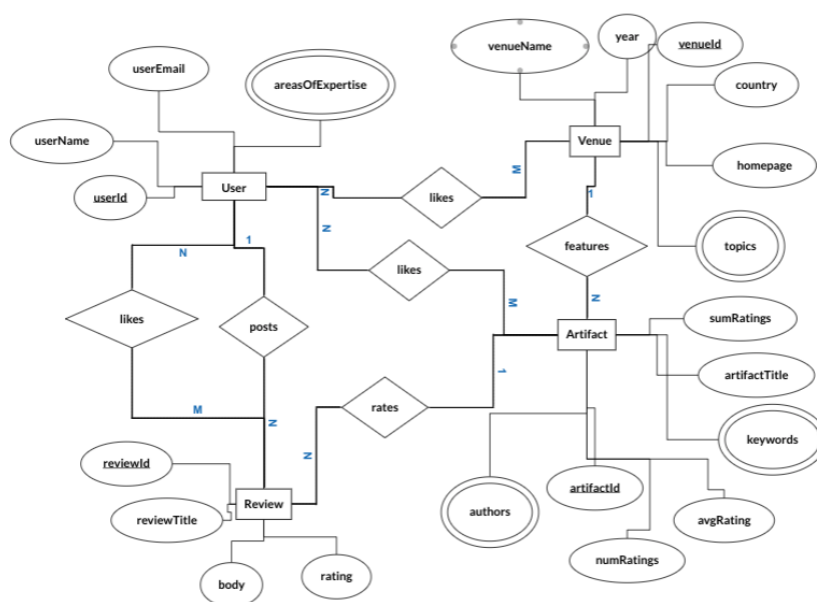 year
venueName
venueId
userEmail
areasOfExpertise
country
userName
Venue
homepage
User
likes
M
userId
N
1
N
N
1
features
topics
likes
likes
posts
M
N
sumRatings
Artifact
artifactTitle
1
rates
M
N
N
keywords
reviewId
Review
authors
artifactId
reviewTitle
avgRating
numRatings
body
rating